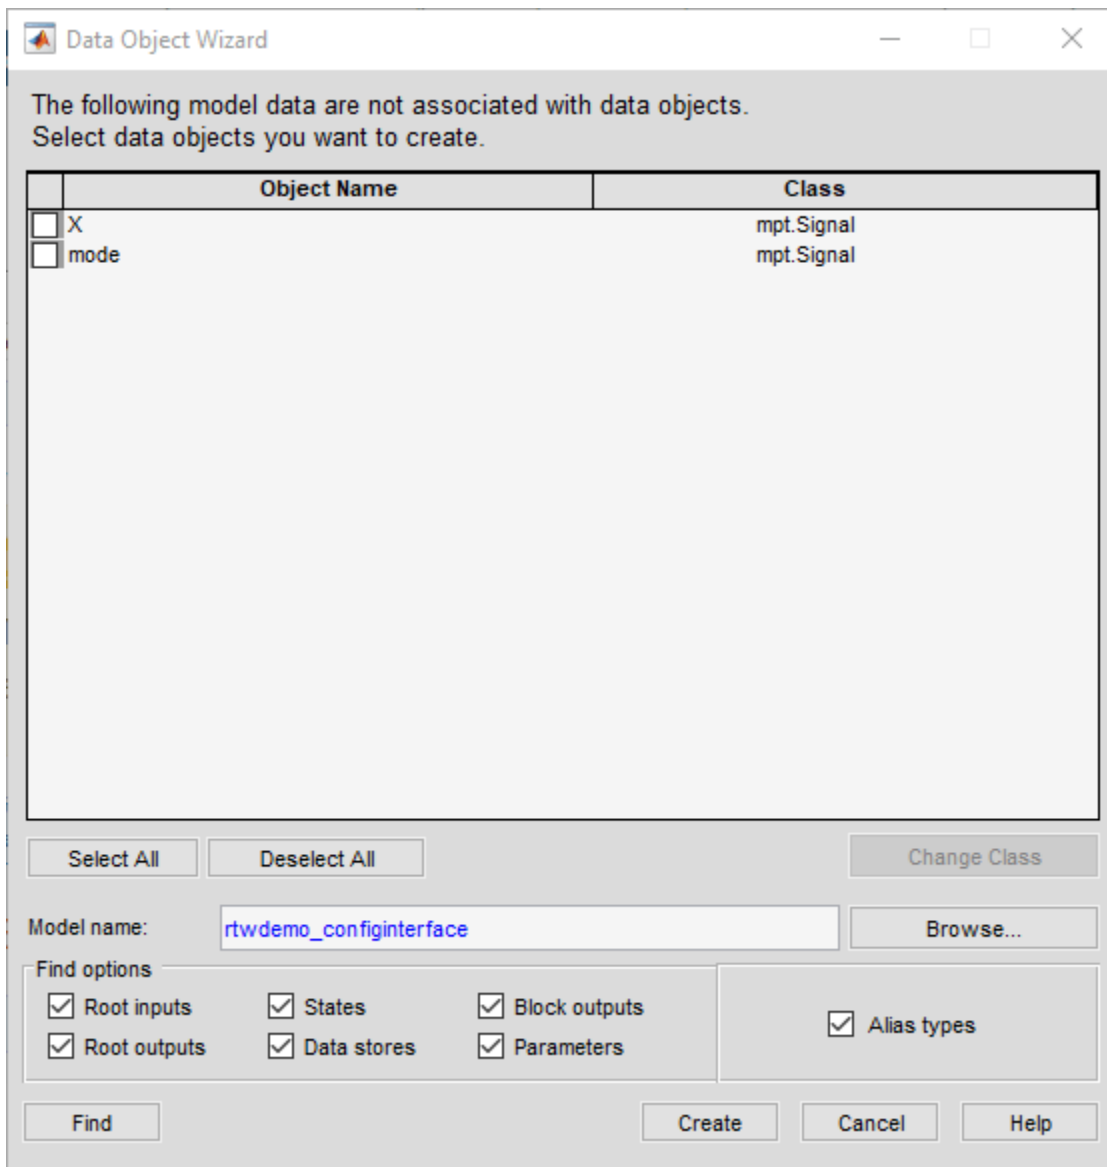 Data Object Wizard
The following model data are not associated with data objects.
Select data objects you want to create.
Object Name Class
X mpt.Signal
mode mpt.Signal
Select All Deselect All Change Class
Model name: rtwdemo_configinterface Browse...
Find options
Root inputs States Block outputs
Alias types
Root outputs Data stores Parameters
Find Create Cancel Help